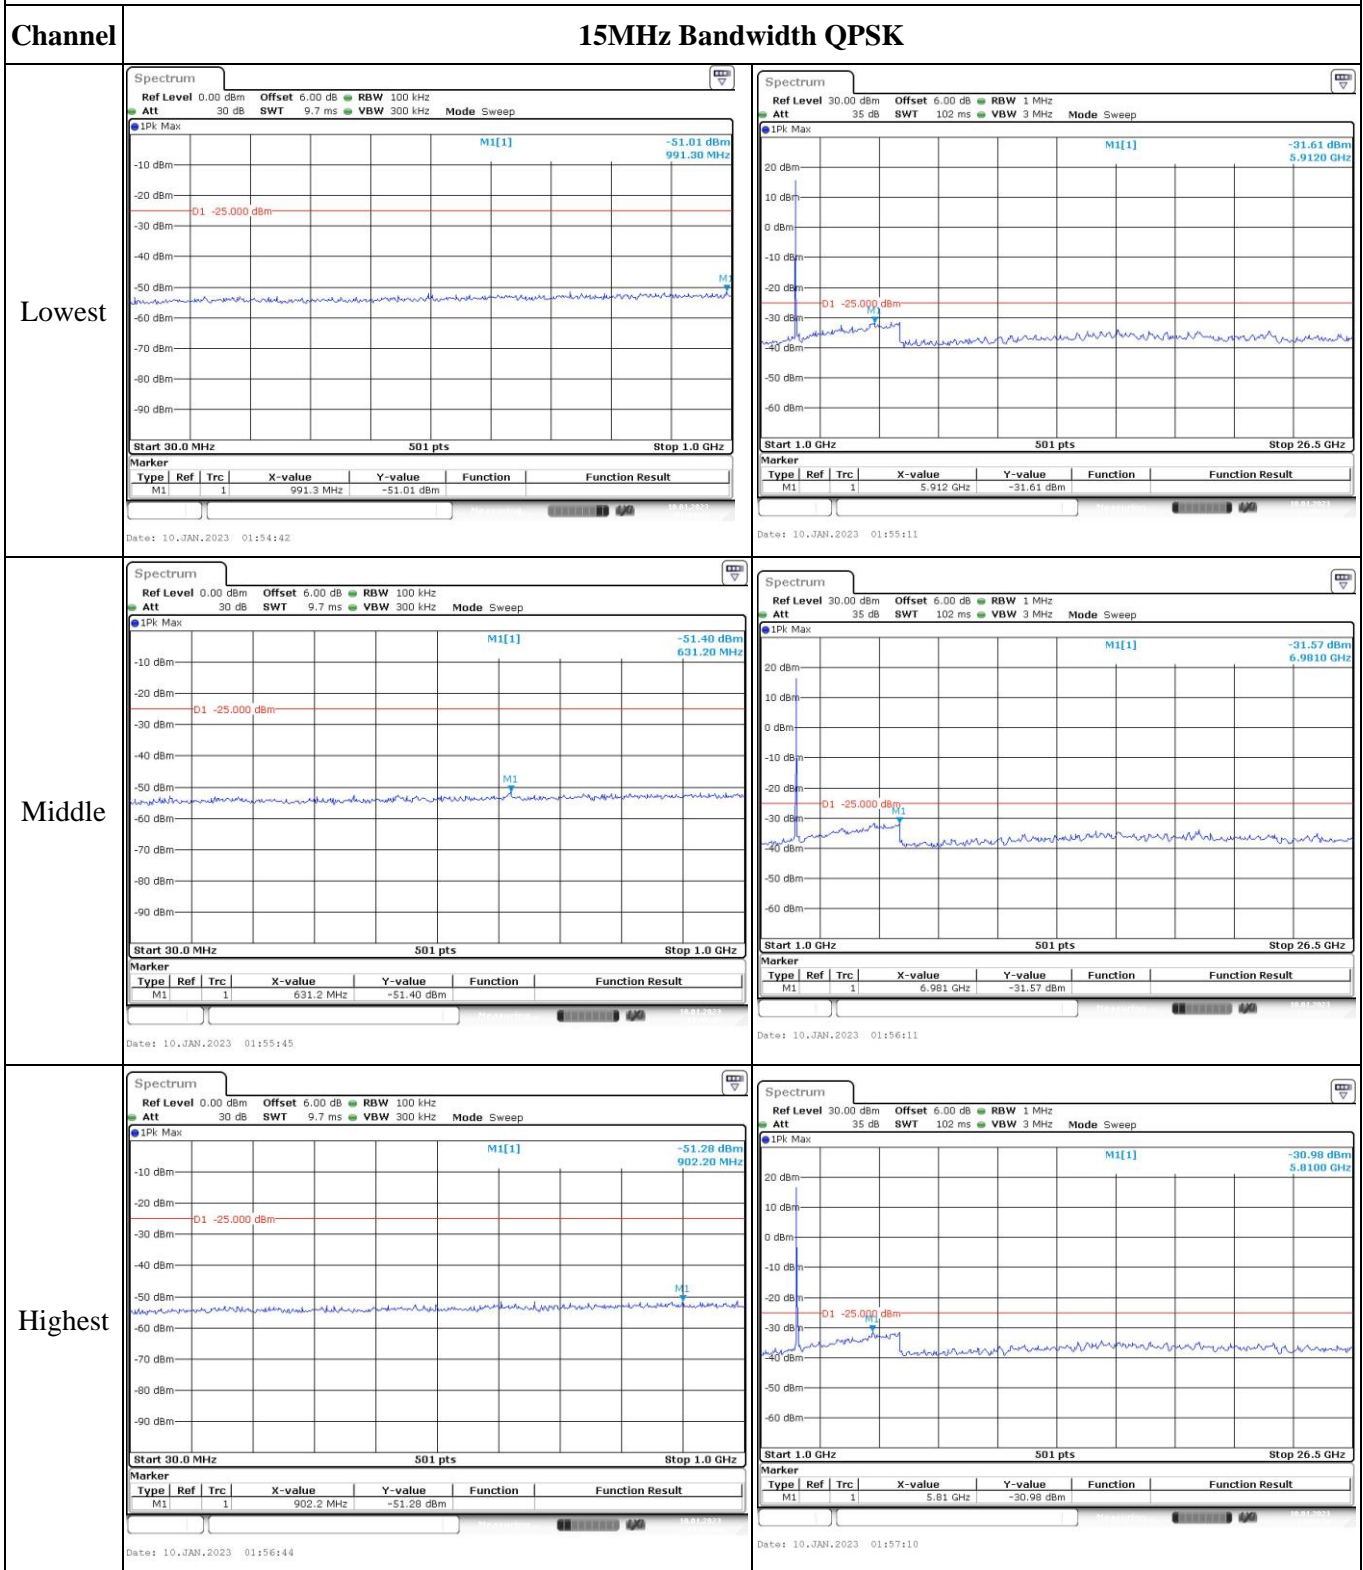 Channel 15MHz Bandwidth QPSK
Lowest
Spectrum
Ref Level 0.00 dBm Offset 6.00 dB RBW 100 kHz
Att 30 dB SWT 9.7 ms VBW 300 kHz Mode Sweep
1Pk Max
M1[1] -51.01 dBm
991.30 MHz
-10 dBm
-20 dBm
D1 -25.000 dBm
-30 dBm
-40 dBm
M1
-50 dBm
-60 dBm
-70 dBm
-80 dBm
-90 dBm
Start 30.0 MHz 501 pts Stop 1.0 GHz
Marker
Type Ref Trc X-value Y-value Function Function Result
M1 1 991.3 MHz -51.01 dBm
Date: 10.JAN.2023 01:54:42
Spectrum
Ref Level 30.00 dBm Offset 6.00 dB RBW 1 MHz
Att 35 dB SWT 102 ms VBW 3 MHz Mode Sweep
1Pk Max
M1[1] -31.61 dBm
5.9120 GHz
20 dBm
10 dBm
0 dBm
-10 dBm
-20 dBm
D1 -25.000 dBm
M1
-30 dBm
-40 dBm
-50 dBm
-60 dBm
Start 1.0 GHz 501 pts Stop 26.5 GHz
Marker
Type Ref Trc X-value Y-value Function Function Result
M1 1 5.912 GHz -31.61 dBm
Date: 10.JAN.2023 01:55:11
Middle
Spectrum
Ref Level 0.00 dBm Offset 6.00 dB RBW 100 kHz
Att 30 dB SWT 9.7 ms VBW 300 kHz Mode Sweep
1Pk Max
M1[1] -51.40 dBm
631.20 MHz
-10 dBm
-20 dBm
D1 -25.000 dBm
-30 dBm
-40 dBm
M1
-50 dBm
-60 dBm
-70 dBm
-80 dBm
-90 dBm
Start 30.0 MHz 501 pts Stop 1.0 GHz
Marker
Type Ref Trc X-value Y-value Function Function Result
M1 1 631.2 MHz -51.40 dBm
Date: 10.JAN.2023 01:55:45
Spectrum
Ref Level 30.00 dBm Offset 6.00 dB RBW 1 MHz
Att 35 dB SWT 102 ms VBW 3 MHz Mode Sweep
1Pk Max
M1[1] -31.57 dBm
6.9810 GHz
20 dBm
10 dBm
0 dBm
-10 dBm
-20 dBm
D1 -25.000 dBm
M1
-30 dBm
-40 dBm
-50 dBm
-60 dBm
Start 1.0 GHz 501 pts Stop 26.5 GHz
Marker
Type Ref Trc X-value Y-value Function Function Result
M1 1 6.981 GHz -31.57 dBm
Date: 10.JAN.2023 01:56:11
Highest
Spectrum
Ref Level 0.00 dBm Offset 6.00 dB RBW 100 kHz
Att 30 dB SWT 9.7 ms VBW 300 kHz Mode Sweep
1Pk Max
M1[1] -51.28 dBm
902.20 MHz
-10 dBm
-20 dBm
D1 -25.000 dBm
-30 dBm
-40 dBm
M1
-50 dBm
-60 dBm
-70 dBm
-80 dBm
-90 dBm
Start 30.0 MHz 501 pts Stop 1.0 GHz
Marker
Type Ref Trc X-value Y-value Function Function Result
M1 1 902.2 MHz -51.28 dBm
Date: 10.JAN.2023 01:56:44
Spectrum
Ref Level 30.00 dBm Offset 6.00 dB RBW 1 MHz
Att 35 dB SWT 102 ms VBW 3 MHz Mode Sweep
1Pk Max
M1[1] -30.98 dBm
5.8100 GHz
20 dBm
10 dBm
0 dBm
-10 dBm
-20 dBm
D1 -25.000 dBm
M1
-30 dBm
-40 dBm
-50 dBm
-60 dBm
Start 1.0 GHz 501 pts Stop 26.5 GHz
Marker
Type Ref Trc X-value Y-value Function Function Result
M1 1 5.81 GHz -30.98 dBm
Date: 10.JAN.2023 01:57:10